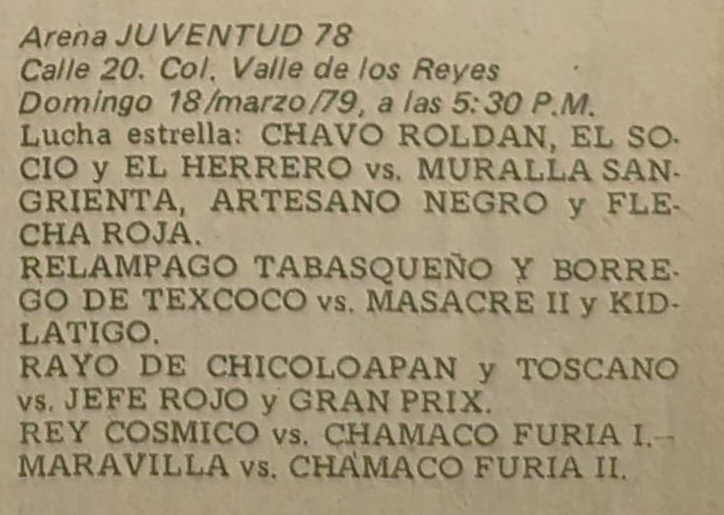 Arena JUVENTUD 78
Calle 20. Col. Valle de los Reyes
Domingo 18/marzo/79, a las 5:30 P.M.
Lucha estrella: CHAVO ROLDAN, EL SO-
CIO y EL HERRERO vs. MURALLA SAN-
GRIENTA, ARTESANO NEGRO y FLE-
CHA ROJA.
RELAMPAGO TABASQUEÑO Y BORRE-
GO DE TEXCOCO vs. MASACRE II y KID-
LATIGO.
RAYO DE CHICOLOAPAN y TOSCANO
vs. JEFE ROJO y GRAN PRIX.
REY COSMICO vs. CHAMACO FURIA I.--
MARAVILLA vs. CHAMACO FURIA II.